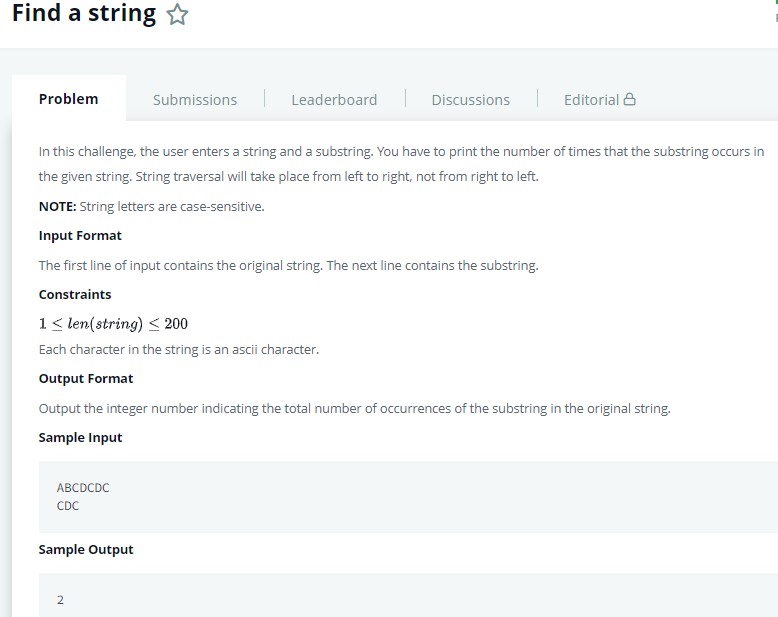 Find a string
Problem
Submissions
Leaderboard
Discussions
Editorial
In this challenge, the user enters a string and a substring. You have to print the number of times that the substring occurs in
the given string. String traversal will take place from left to right, not from right to left.
NOTE: String letters are case-sensitive.
Input Format
The first line of input contains the original string. The next line contains the substring.
Constraints
1 ≤ len(string) ≤ 200
Each character in the string is an ascii character.
Output Format
Output the integer number indicating the total number of occurrences of the substring in the original string.
Sample Input
ABCDCDC
CDC
Sample Output
2